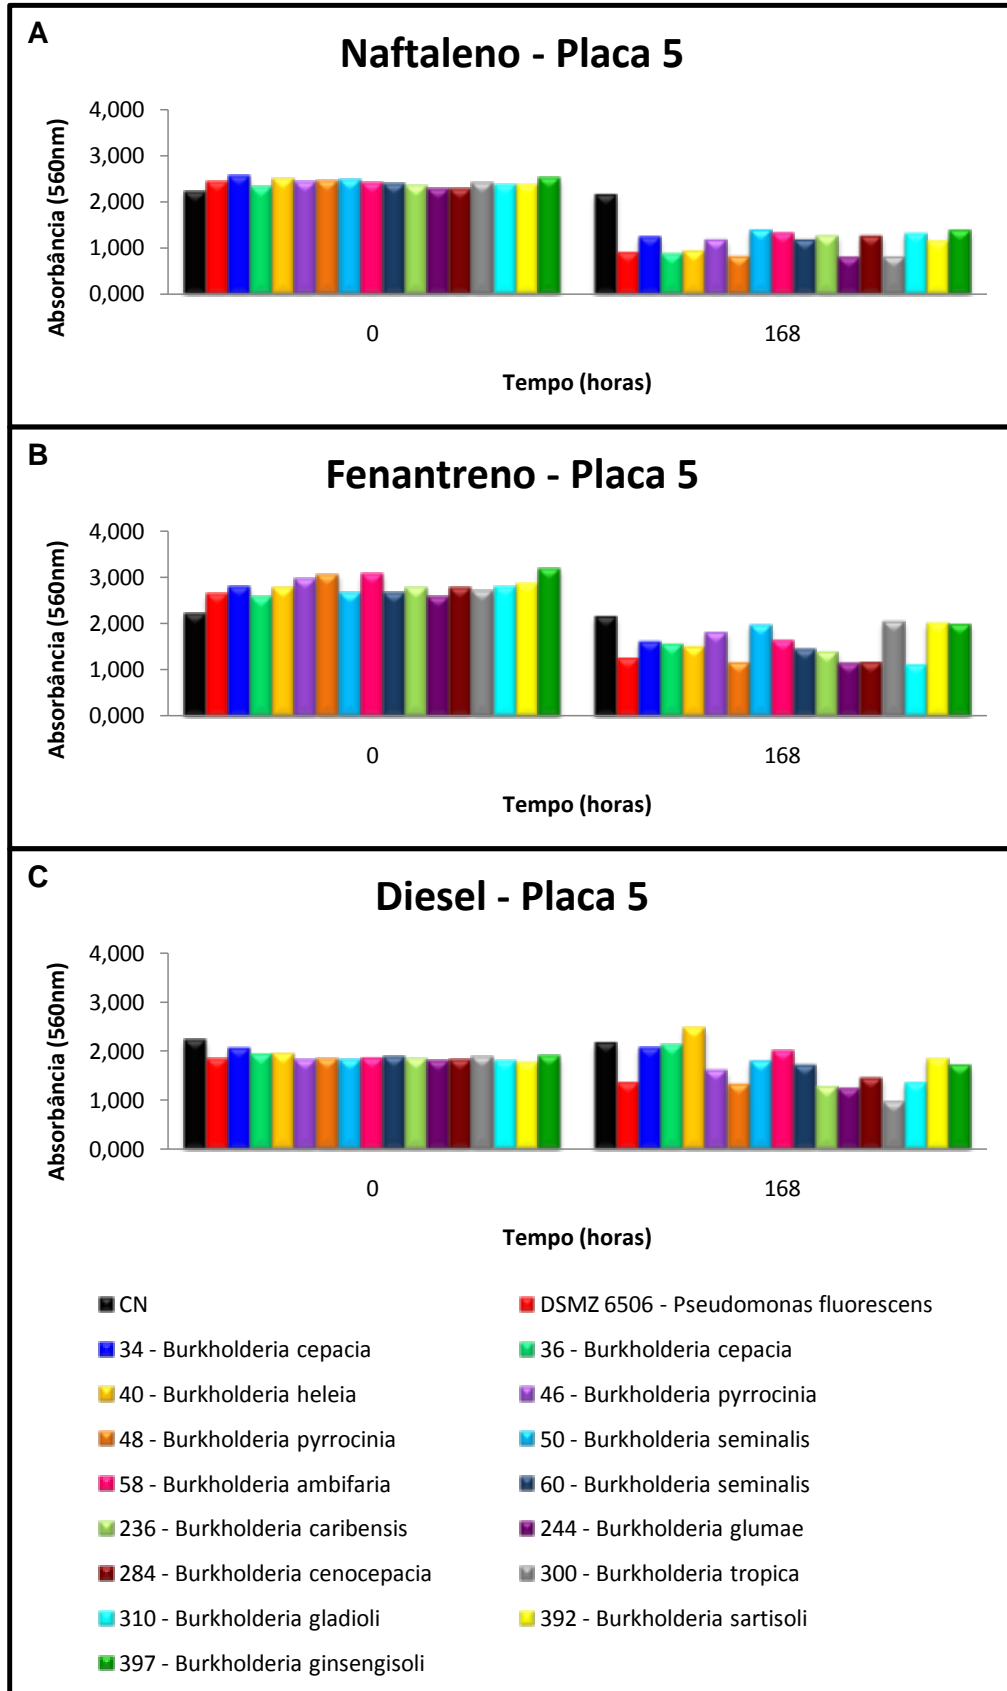 A
Naftaleno - Placa 5
Absorbância (560nm)
4,000
3,000
2,000
1,000
0,000
0
168
Tempo (horas)
B
Fenantreno - Placa 5
Absorbância (560nm)
4,000
3,000
2,000
1,000
0,000
0
168
Tempo (horas)
C
Diesel - Placa 5
Absorbância (560nm)
4,000
3,000
2,000
1,000
0,000
0
168
Tempo (horas)
CN
DSMZ 6506 - Pseudomonas fluorescens
34 - Burkholderia cepacia
36 - Burkholderia cepacia
40 - Burkholderia heleia
46 - Burkholderia pyrrocinia
48 - Burkholderia pyrrocinia
50 - Burkholderia seminalis
58 - Burkholderia ambifaria
60 - Burkholderia seminalis
236 - Burkholderia caribensis
244 - Burkholderia glumae
284 - Burkholderia cenocepacia
300 - Burkholderia tropica
310 - Burkholderia gladioli
392 - Burkholderia sartisoli
397 - Burkholderia ginsengisoli